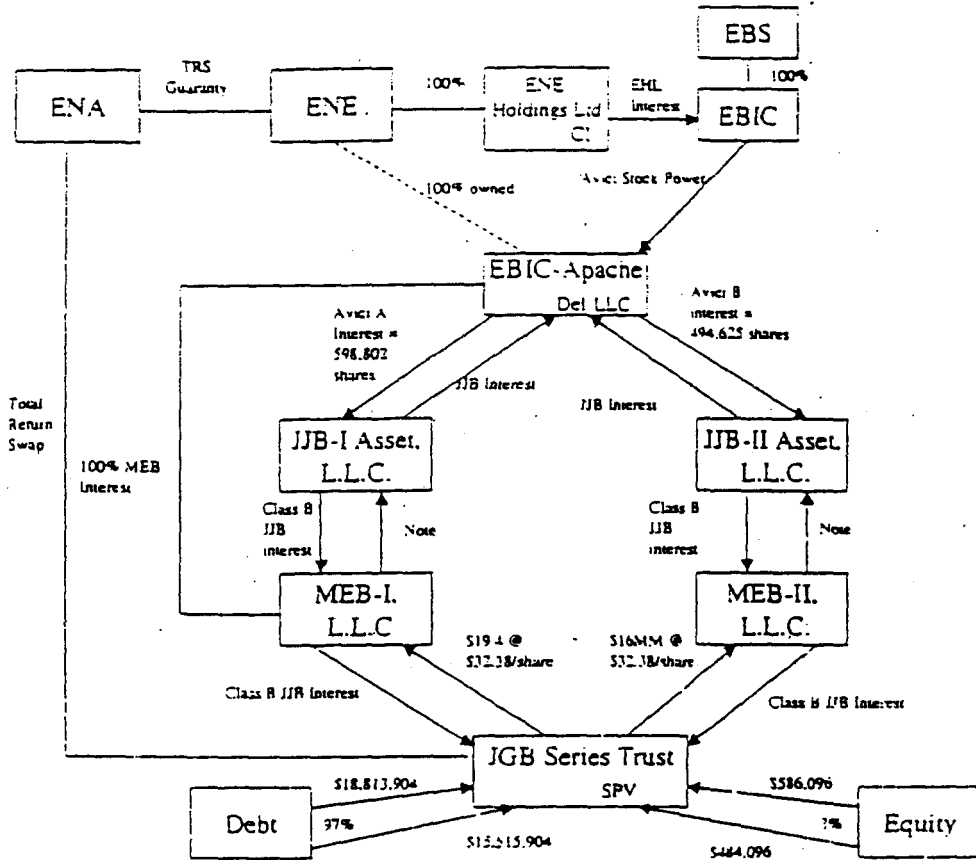 EBS
100%
TRS
Guaranty
ENA
ENE
100%
ENE
Holdings Ltd
CI
EHL
Interest
EBIC
100% owned
Avici Stock Power
EBIC-Apache
Del LLC
Avici A
Interest =
598,802
shares
Avici B
interest =
494,625 shares
JJB Interest
JJB Interest
Total
Return
Swap
100% MEB
Interest
JJB-I Asset,
L.L.C.
JJB-II Asset
L.L.C.
Class B
JJB
interest
Note
Class B
JJB
interest
Note
MEB-I,
L.L.C
MEB-II,
L.L.C.
$19.4 @
$32.38/share
$16MM @
$32.38/share
Class B JJB Interest
Class B JJB Interest
JGB Series Trust
SPV
$18,813,904
Debt
97%
$15,515,904
$586,096
3%
Equity
$484,096